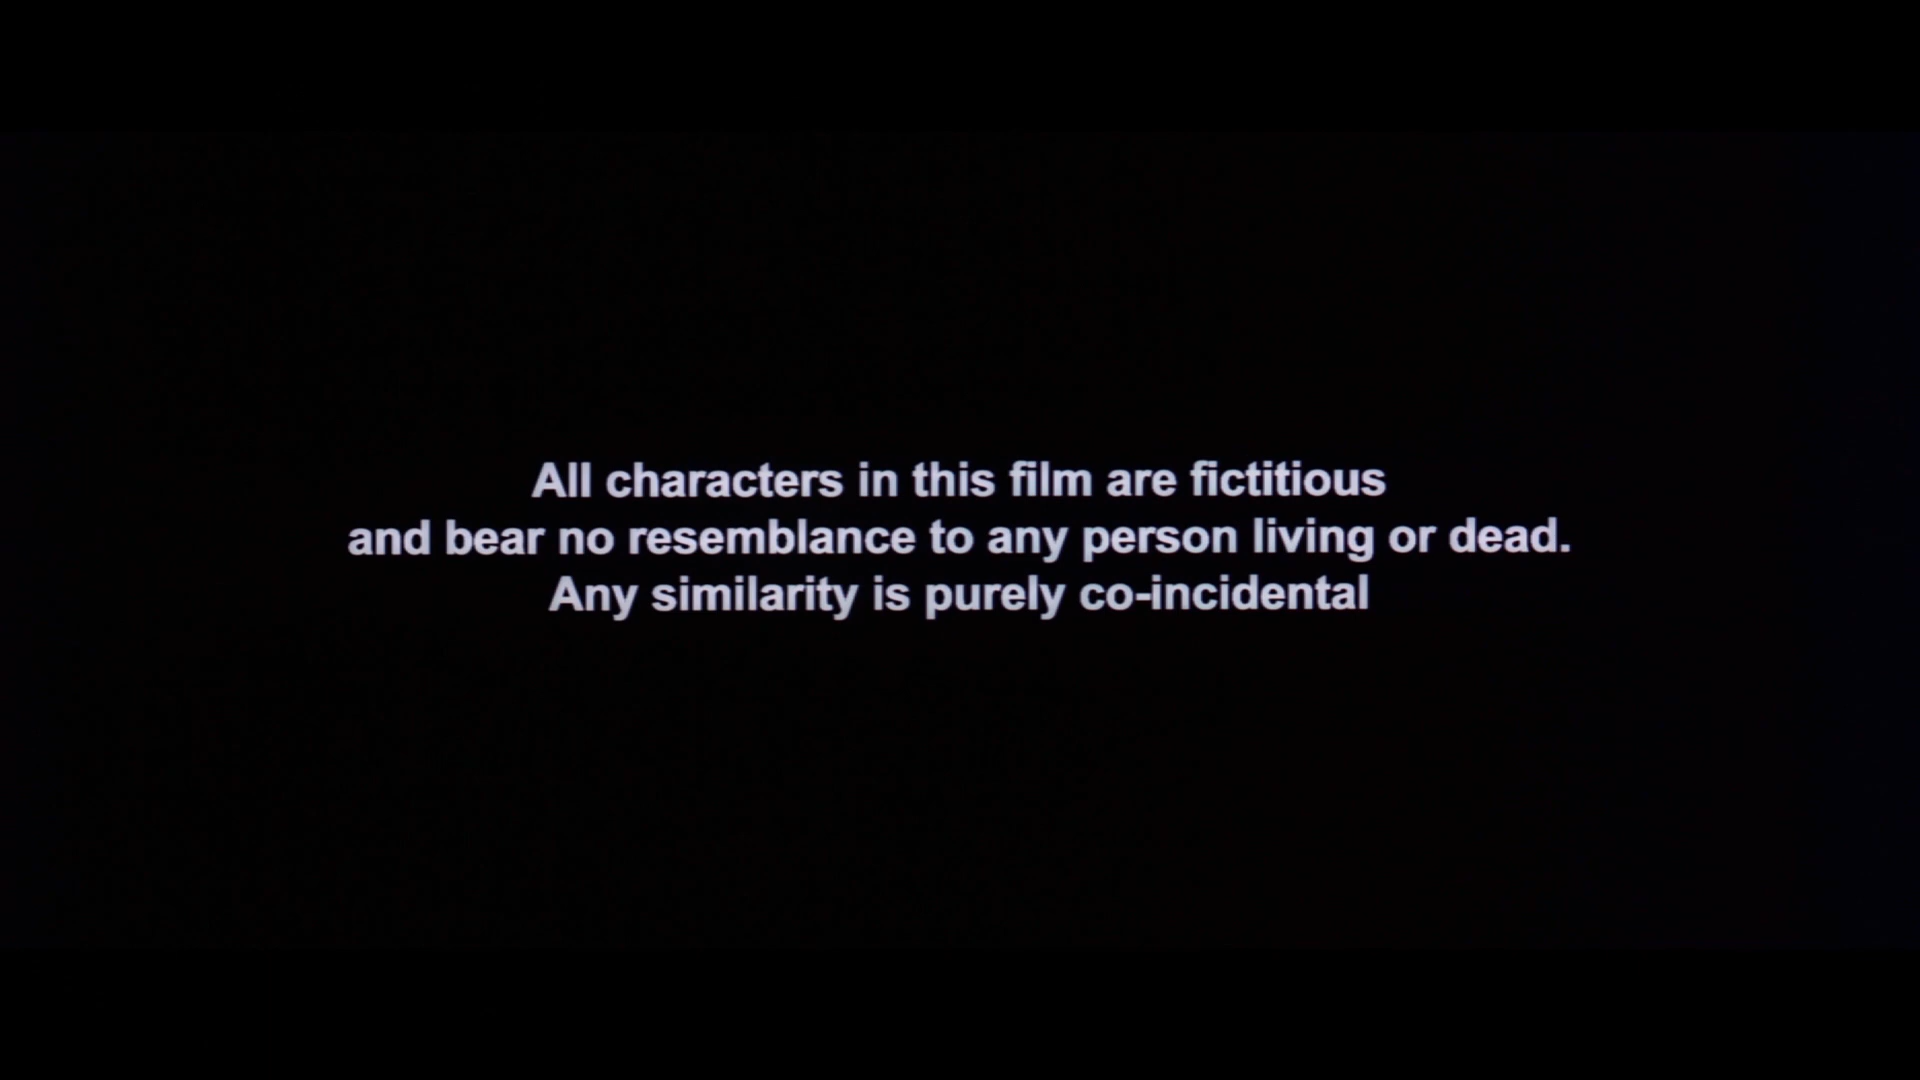 All characters in this film are fictitious
and bear no resemblance to any person living or dead.
Any similarity is purely co-incidental